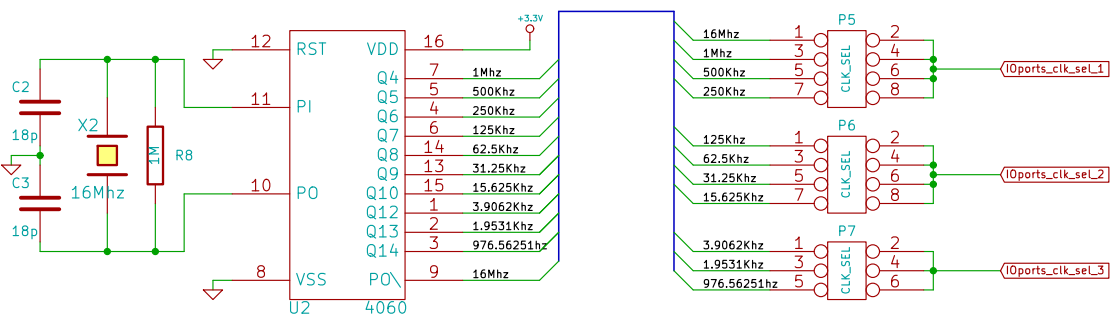 C2
18p
C3
18p
X2
16Mhz
1M
R8
12 RST
11 PI
10 PO
8 VSS
VDD 16
+3.3V
Q4 7 1Mhz
Q5 5 500Khz
Q6 4 250Khz
Q7 6 125Khz
Q8 14 62.5Khz
Q9 13 31.25Khz
Q10 15 15.625Khz
Q12 1 3.9062Khz
Q13 2 1.9531Khz
Q14 3 976.56251hz
PO\ 9 16Mhz
U2 4060
P5
16Mhz 1 2
1Mhz 3 4
500Khz 5 6
250Khz 7 8
CLK_SEL
IOports_clk_sel_1
P6
125Khz 1 2
62.5Khz 3 4
31.25Khz 5 6
15.625Khz 7 8
CLK_SEL
IOports_clk_sel_2
P7
3.9062Khz 1 2
1.9531Khz 3 4
976.56251hz 5 6
CLK_SEL
IOports_clk_sel_3